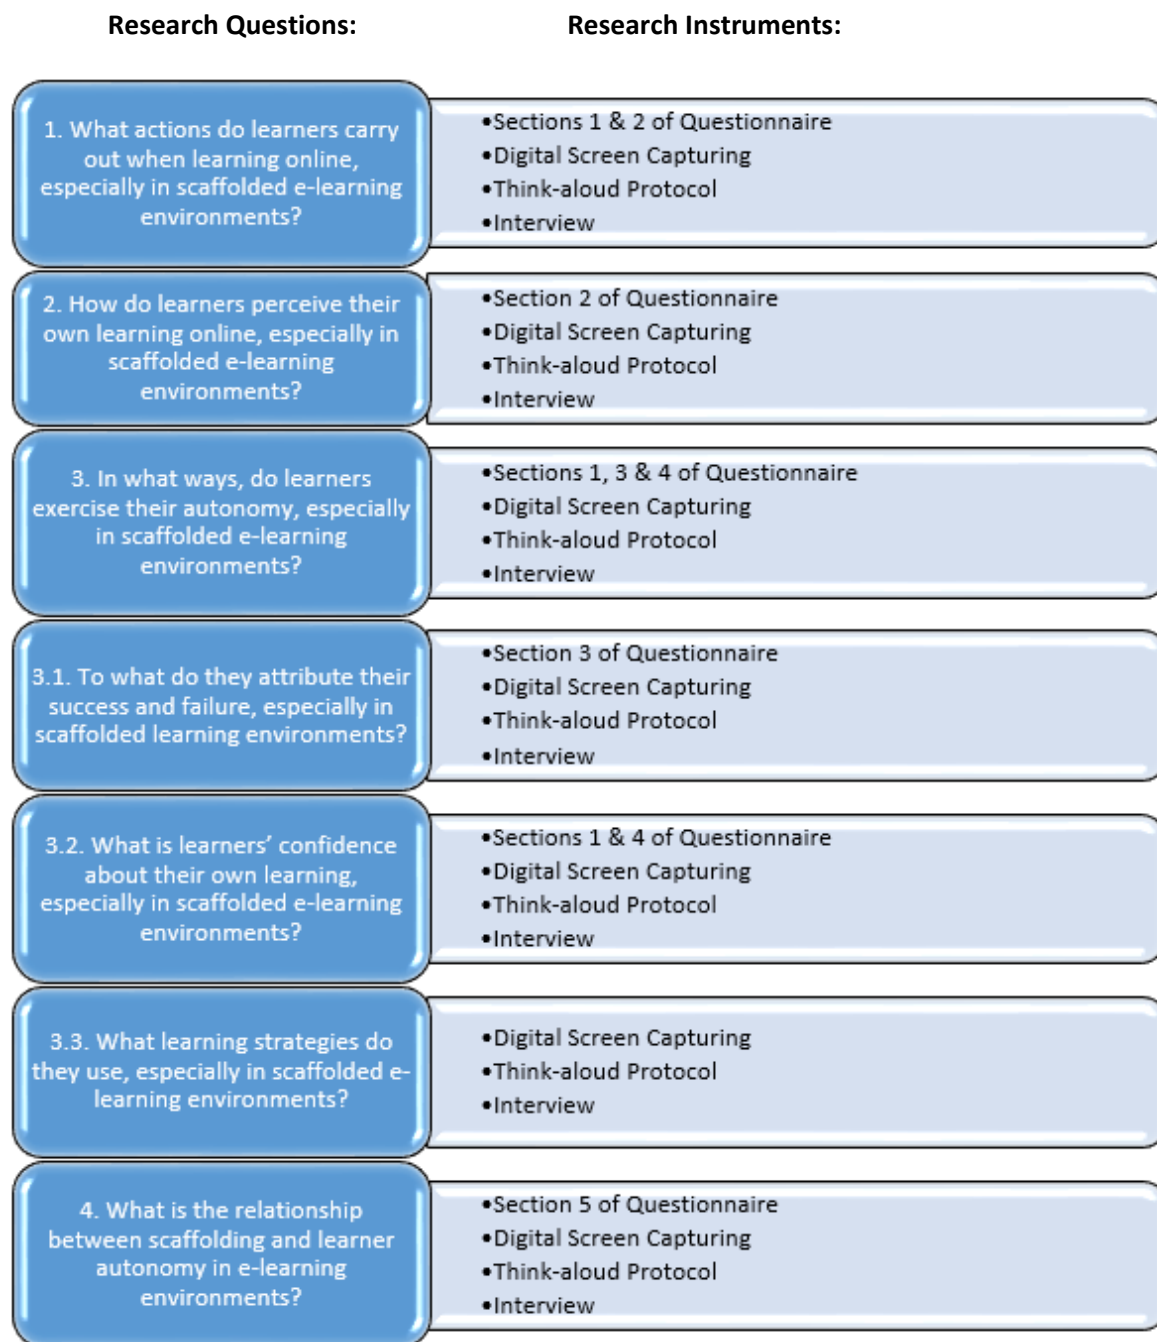 Research Questions:
Research Instruments:
1. What actions do learners carry
out when learning online,
especially in scaffolded e-learning
environments?
•Sections 1 & 2 of Questionnaire
•Digital Screen Capturing
•Think-aloud Protocol
•Interview
2. How do learners perceive their
own learning online, especially in
scaffolded e-learning
environments?
•Section 2 of Questionnaire
•Digital Screen Capturing
•Think-aloud Protocol
•Interview
3. In what ways, do learners
exercise their autonomy, especially
in scaffolded e-learning
environments?
•Sections 1, 3 & 4 of Questionnaire
•Digital Screen Capturing
•Think-aloud Protocol
•Interview
3.1. To what do they attribute their
success and failure, especially in
scaffolded learning environments?
•Section 3 of Questionnaire
•Digital Screen Capturing
•Think-aloud Protocol
•Interview
3.2. What is learners’ confidence
about their own learning,
especially in scaffolded e-learning
environments?
•Sections 1 & 4 of Questionnaire
•Digital Screen Capturing
•Think-aloud Protocol
•Interview
3.3. What learning strategies do
they use, especially in scaffolded e-
learning environments?
•Digital Screen Capturing
•Think-aloud Protocol
•Interview
4. What is the relationship
between scaffolding and learner
autonomy in e-learning
environments?
•Section 5 of Questionnaire
•Digital Screen Capturing
•Think-aloud Protocol
•Interview